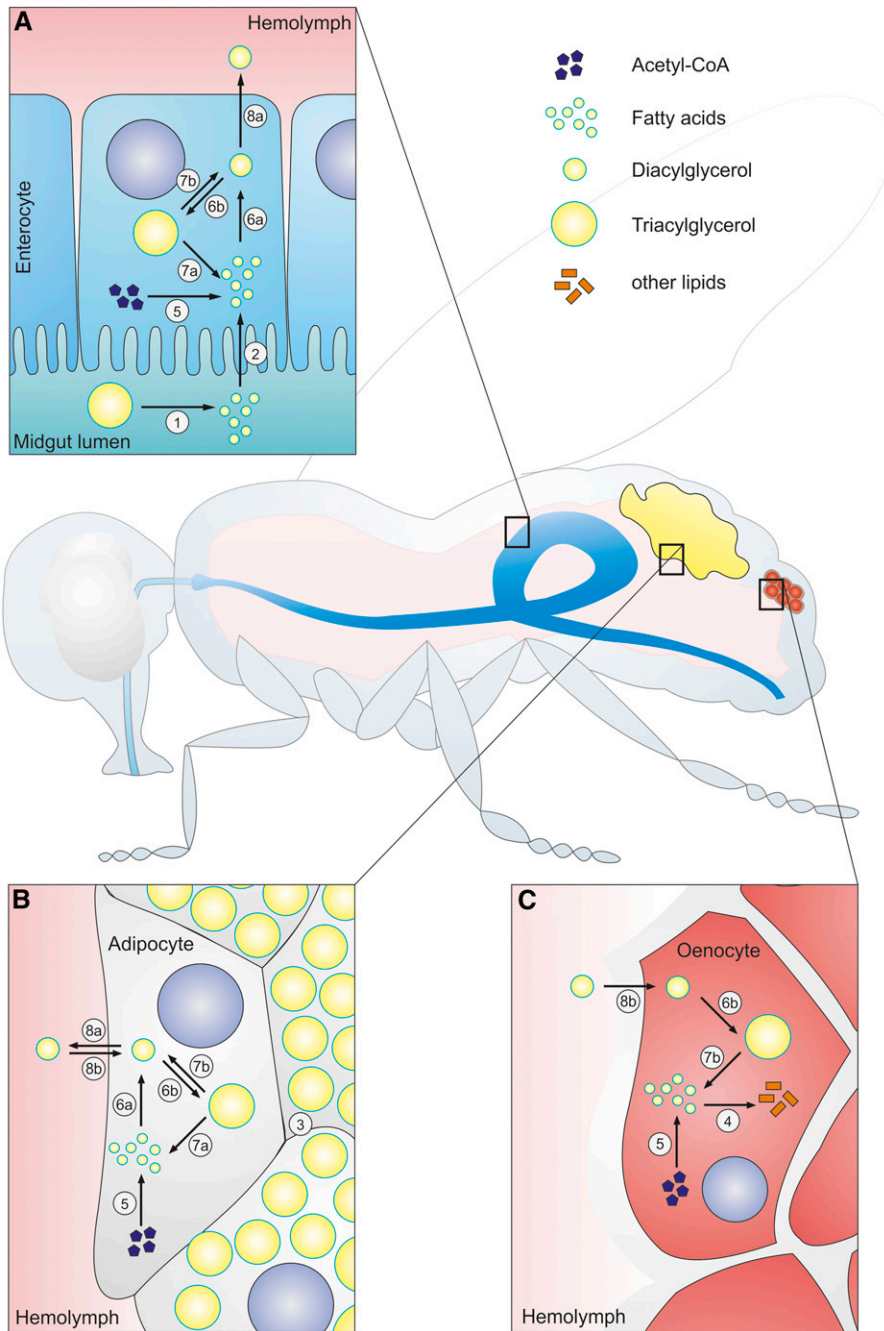 A
Hemolymph
8a
7b
6b
6a
7a
5
2
1
Enterocyte
Midgut lumen
Acetyl-CoA
Fatty acids
Diacylglycerol
Triacylglycerol
other lipids
B
Adipocyte
8a
8b
7b
6b
6a
7a
3
5
Hemolymph
C
Oenocyte
8b
6b
7b
4
5
Hemolymph